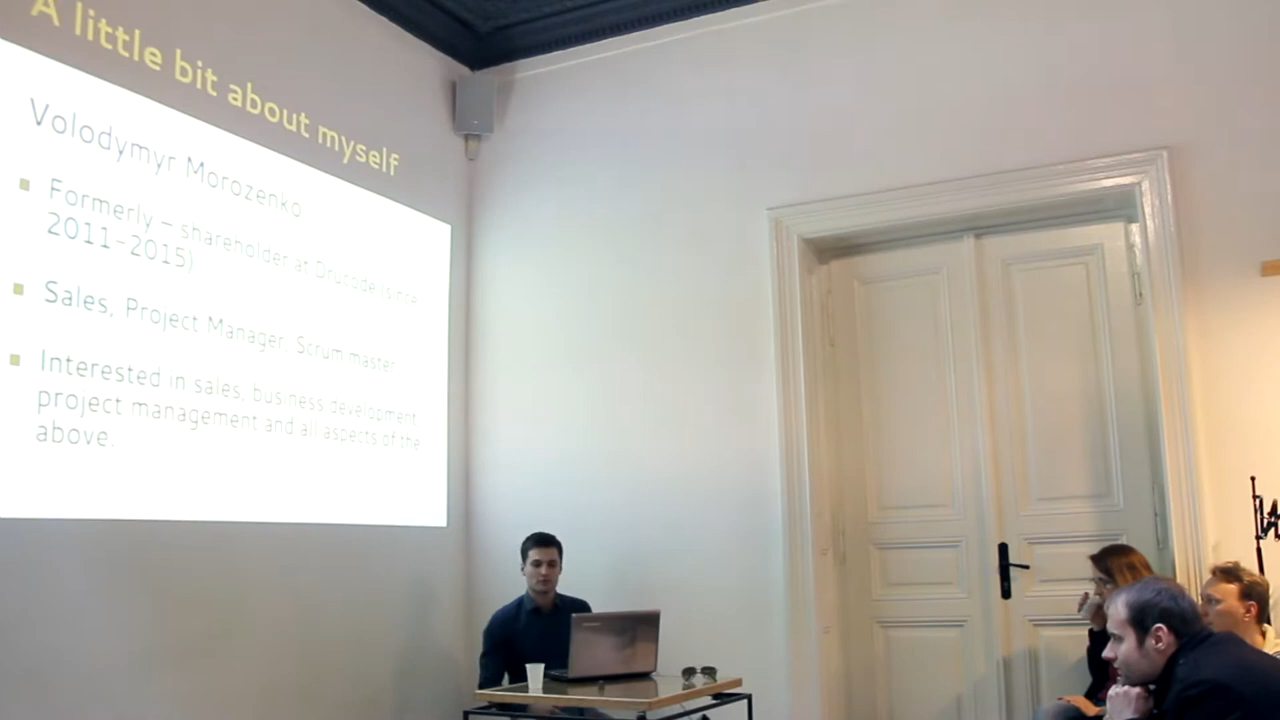 A little bit about myself
Volodymyr Morozenko
Formerly – shareholder at Drucode (since
2011-2015)
Sales, Project Manager, Scrum master
Interested in sales, business development,
project management and all aspects of the
above.